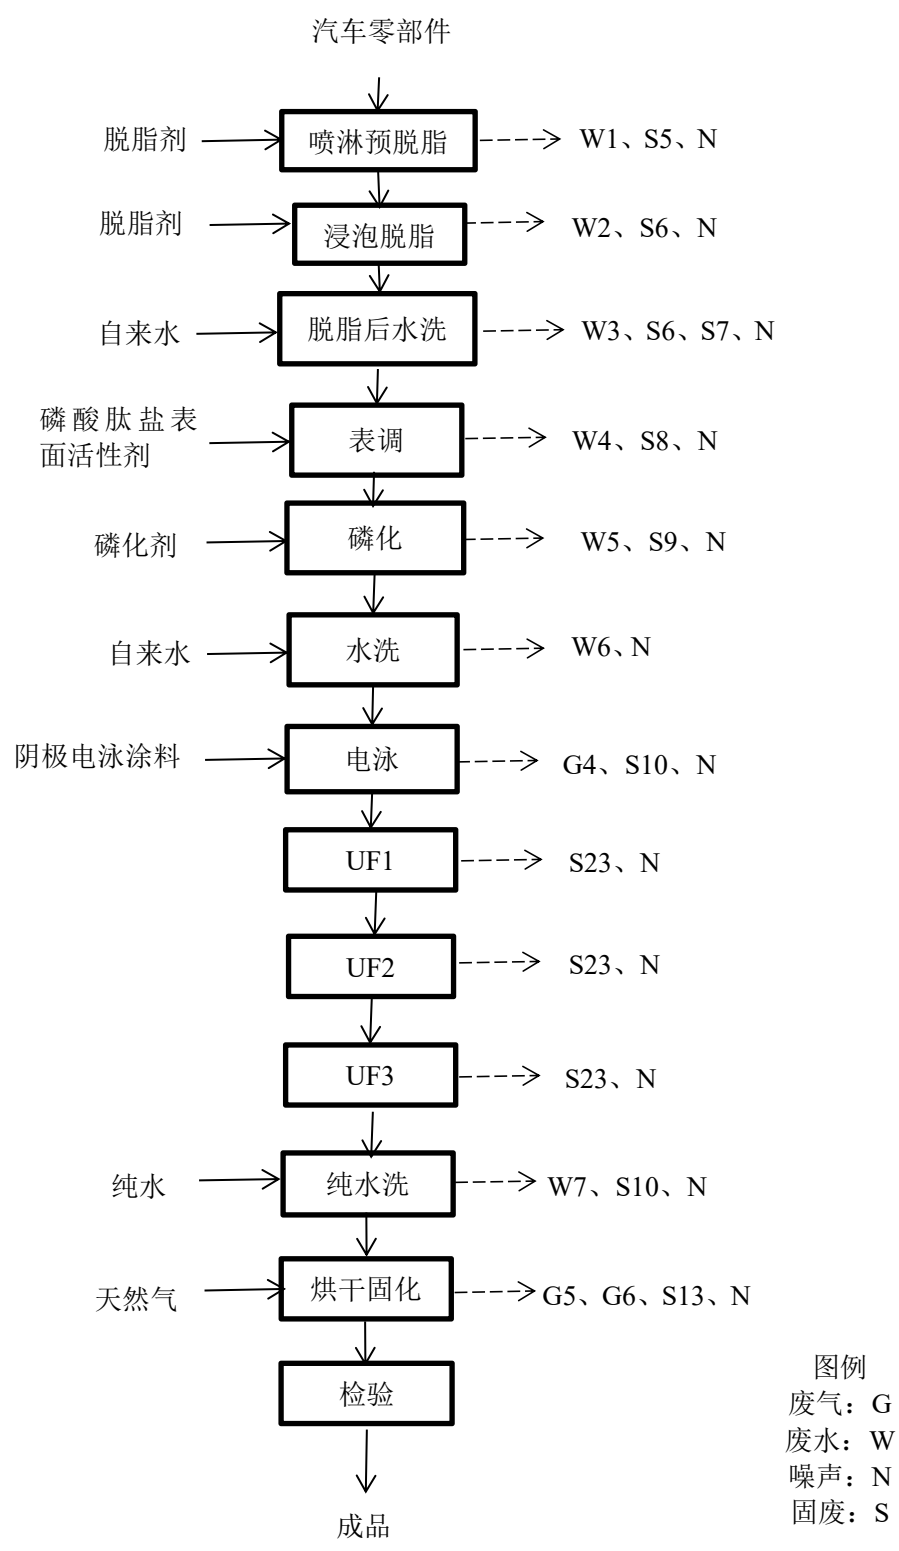 汽车零部件
脱脂剂
喷淋预脱脂
W1、S5、N
脱脂剂
浸泡脱脂
W2、S6、N
自来水
脱脂后水洗
W3、S6、S7、N
磷酸肽盐表
面活性剂
表调
W4、S8、N
磷化剂
磷化
W5、S9、N
自来水
水洗
W6、N
阴极电泳涂料
电泳
G4、S10、N
UF1
S23、N
UF2
S23、N
UF3
S23、N
纯水
纯水洗
W7、S10、N
天然气
烘干固化
G5、G6、S13、N
检验
成品
图例
废气：G
废水：W
噪声：N
固废：S